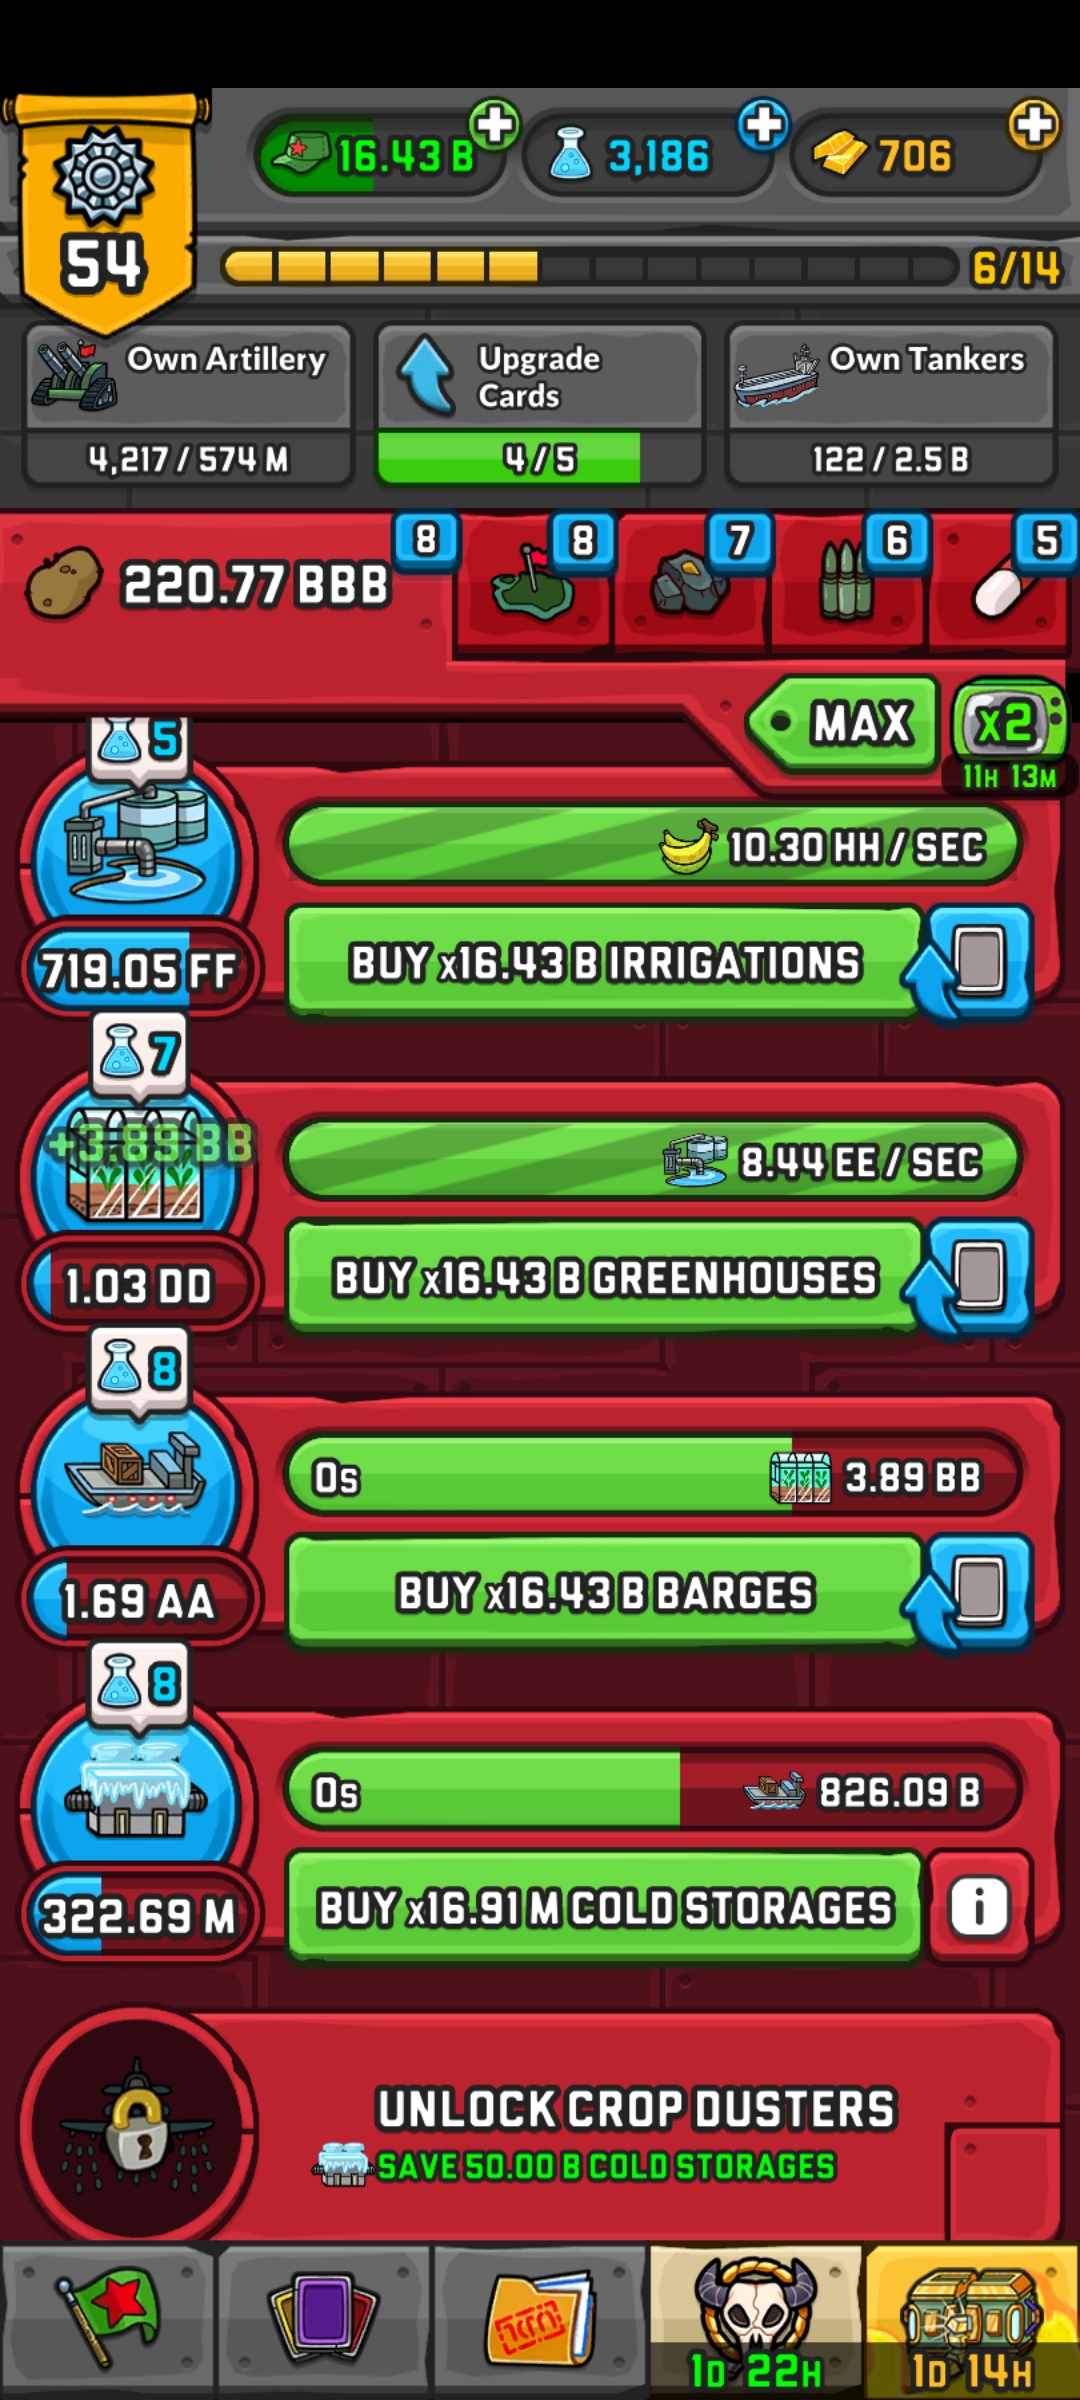 16.43 B
3,186
706
54
6/14
Own Artillery
4,217 / 574 M
Upgrade
Cards
4 / 5
Own Tankers
122 / 2.5 B
220.77 BBB
8
8
7
6
5
MAX
x2
11H 13M
5
10.30 HH / SEC
719.05 FF
BUY x16.43 B IRRIGATIONS
7
+3.89 BB
8.44 EE / SEC
1.03 DD
BUY x16.43 B GREENHOUSES
8
0s
3.89 BB
1.69 AA
BUY x16.43 B BARGES
8
0s
826.09 B
322.69 M
BUY x16.91 M COLD STORAGES
i
UNLOCK CROP DUSTERS
SAVE 50.00 B COLD STORAGES
1D 22H
1D 14H